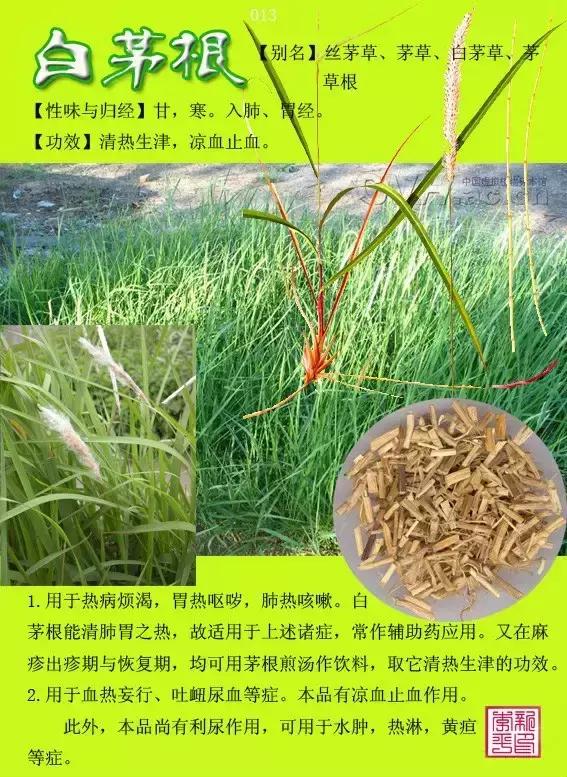 013
白茅根
【别名】丝茅草、茅草、白茅草、茅
草根
【性味与归经】甘，寒。入肺、胃经。
【功效】清热生津，凉血止血。
1.用于热病烦渴，胃热呕哕，肺热咳嗽。白
茅根能清肺胃之热，故适用于上述诸症，常作辅助药应用。又在麻
疹出疹期与恢复期，均可用茅根煎汤作饮料，取它清热生津的功效。
2.用于血热妄行、吐衄尿血等症。本品有凉血止血作用。
此外，本品尚有利尿作用，可用于水肿，热淋，黄疸
等症。